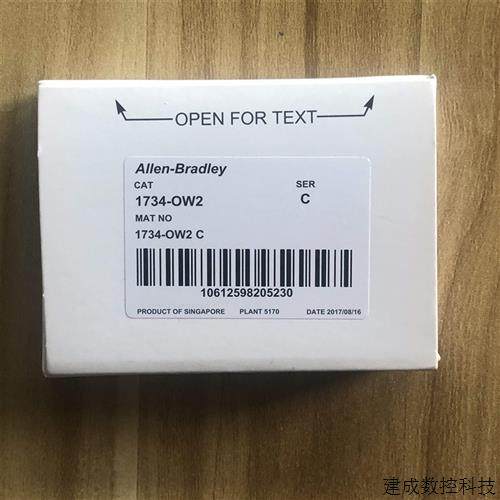 OPEN FOR TEXT
Allen-Bradley
CAT SER
1734-OW2 C
MAT NO
1734-OW2 C
10612598205230
PRODUCT OF SINGAPORE PLANT 5170 DATE 2017/08/16
建成数控科技